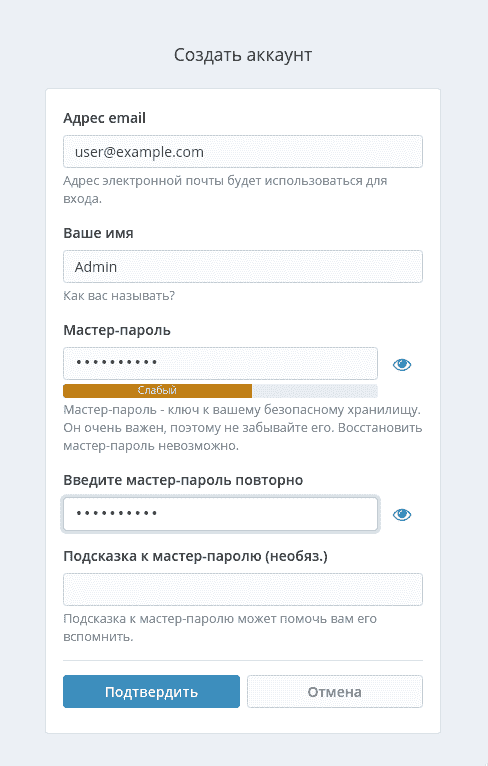 Создать аккаунт
Адрес email
user@example.com
Адрес электронной почты будет использоваться для
входа.
Ваше имя
Admin
Как вас называть?
Мастер-пароль
••••••••••
Слабый
Мастер-пароль - ключ к вашему безопасному хранилищу.
Он очень важен, поэтому не забывайте его. Восстановить
мастер-пароль невозможно.
Введите мастер-пароль повторно
••••••••••
Подсказка к мастер-паролю (необяз.)
Подсказка к мастер-паролю может помочь вам его
вспомнить.
Подтвердить
Отмена